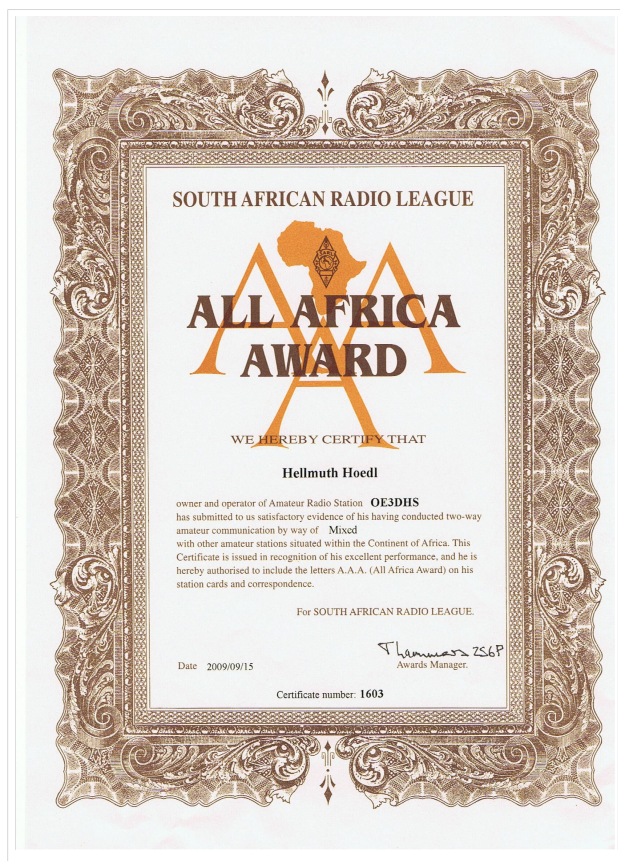 SOUTH AFRICAN RADIO LEAGUE
ALL AFRICA
AWARD
WE HEREBY CERTIFY THAT
Hellmuth Hoedl
owner and operator of Amateur Radio Station OE3DHS
has submitted to us satisfactory evidence of his having conducted two-way
amateur communication by way of Mixed
with other amateur stations situated within the Continent of Africa. This
Certificate is issued in recognition of his excellent performance, and he is
hereby authorised to include the letters A.A.A. (All Africa Award) on his
station cards and correspondence.
For SOUTH AFRICAN RADIO LEAGUE.
ZS6P
Date 2009/09/15 Awards Manager.
Certificate number: 1603